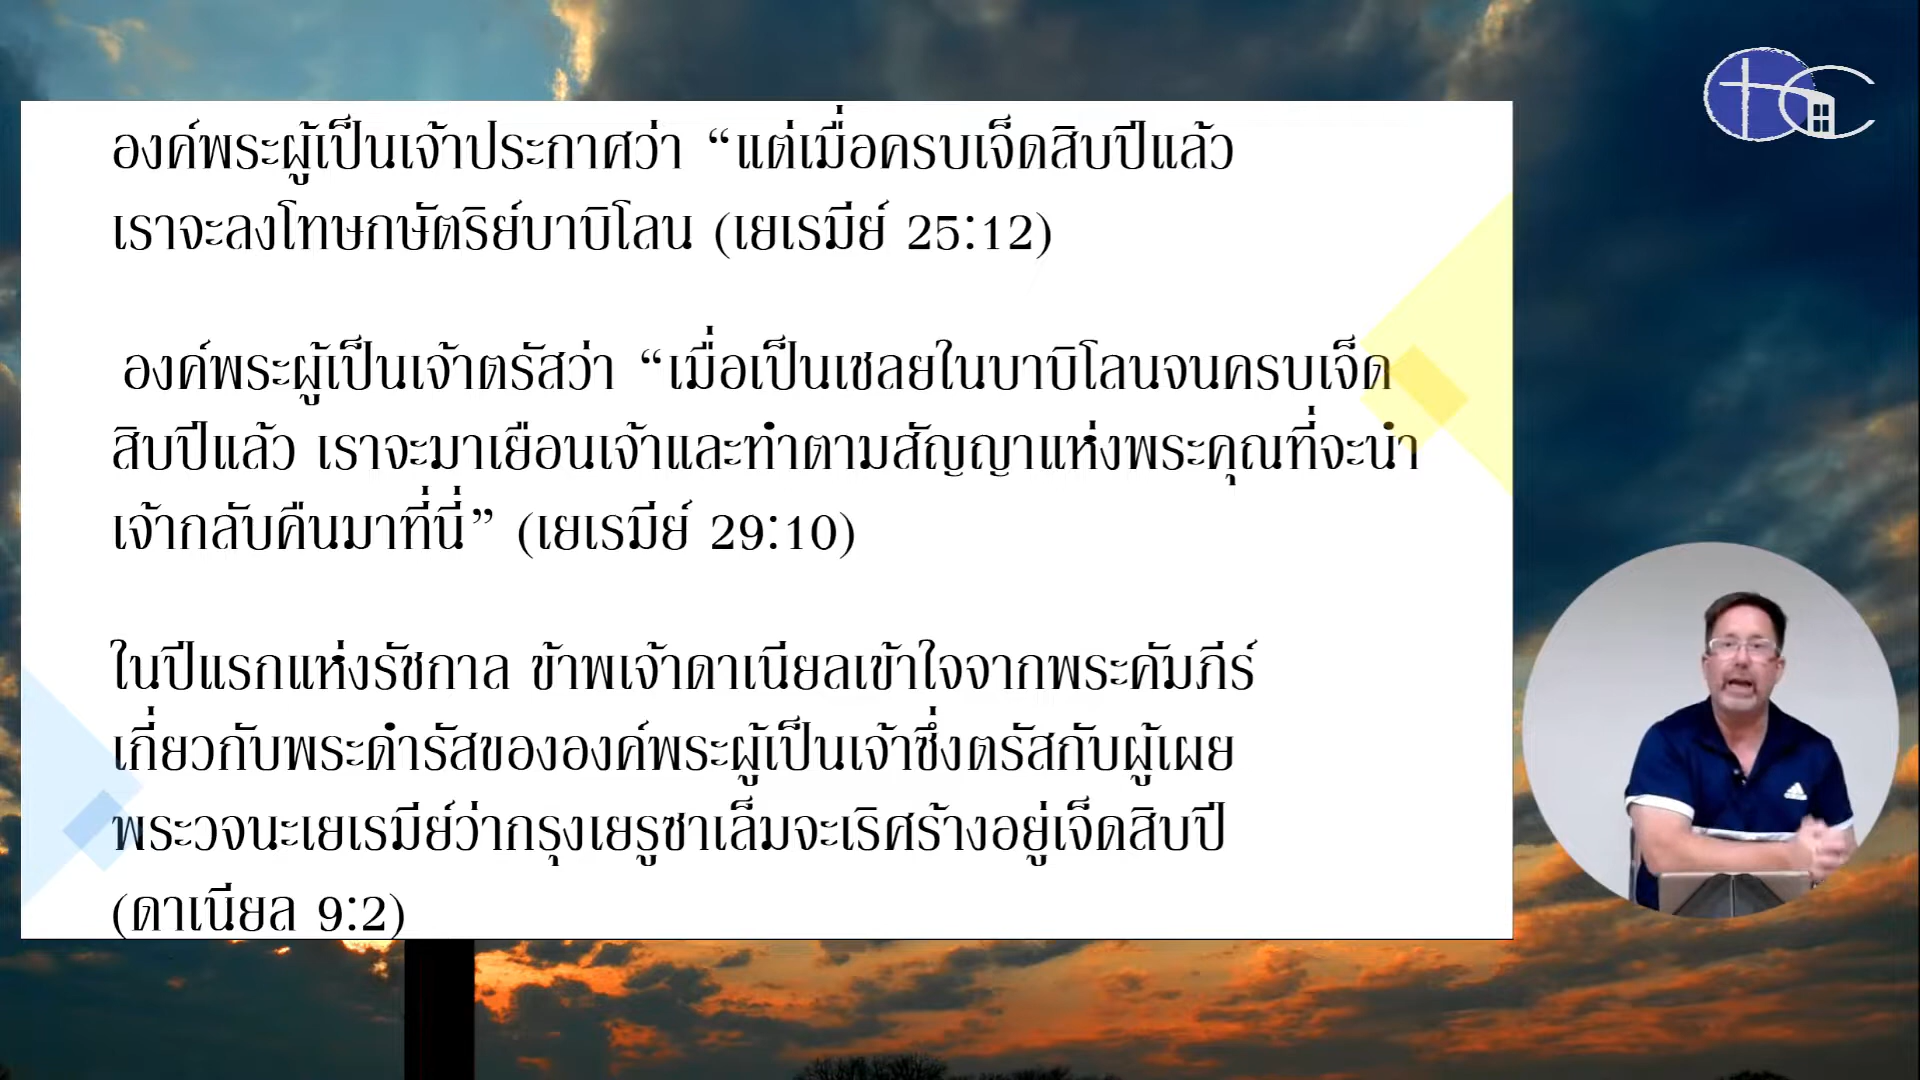 องค์พระผู้เป็นเจ้าประกาศว่า “แต่เมื่อครบเจ็ดสิบปีแล้ว
เราจะลงโทษกษัตริย์บาบิโลน (เยเรมีย์ 25:12)
องค์พระผู้เป็นเจ้าตรัสว่า “เมื่อเป็นเชลยในบาบิโลนจนครบเจ็ด
สิบปีแล้ว เราจะมาเยือนเจ้าและทำตามสัญญาแห่งพระคุณที่จะนำ
เจ้ากลับคืนมาที่นี่” (เยเรมีย์ 29:10)
ในปีแรกแห่งรัชกาล ข้าพเจ้าดาเนียลเข้าใจจากพระคัมภีร์
เกี่ยวกับพระดำรัสขององค์พระผู้เป็นเจ้าซึ่งตรัสกับผู้เผย
พระวจนะเยเรมีย์ว่ากรุงเยรูซาเล็มจะเริศร้างอยู่เจ็ดสิบปี
(ดาเนียล 9:2)